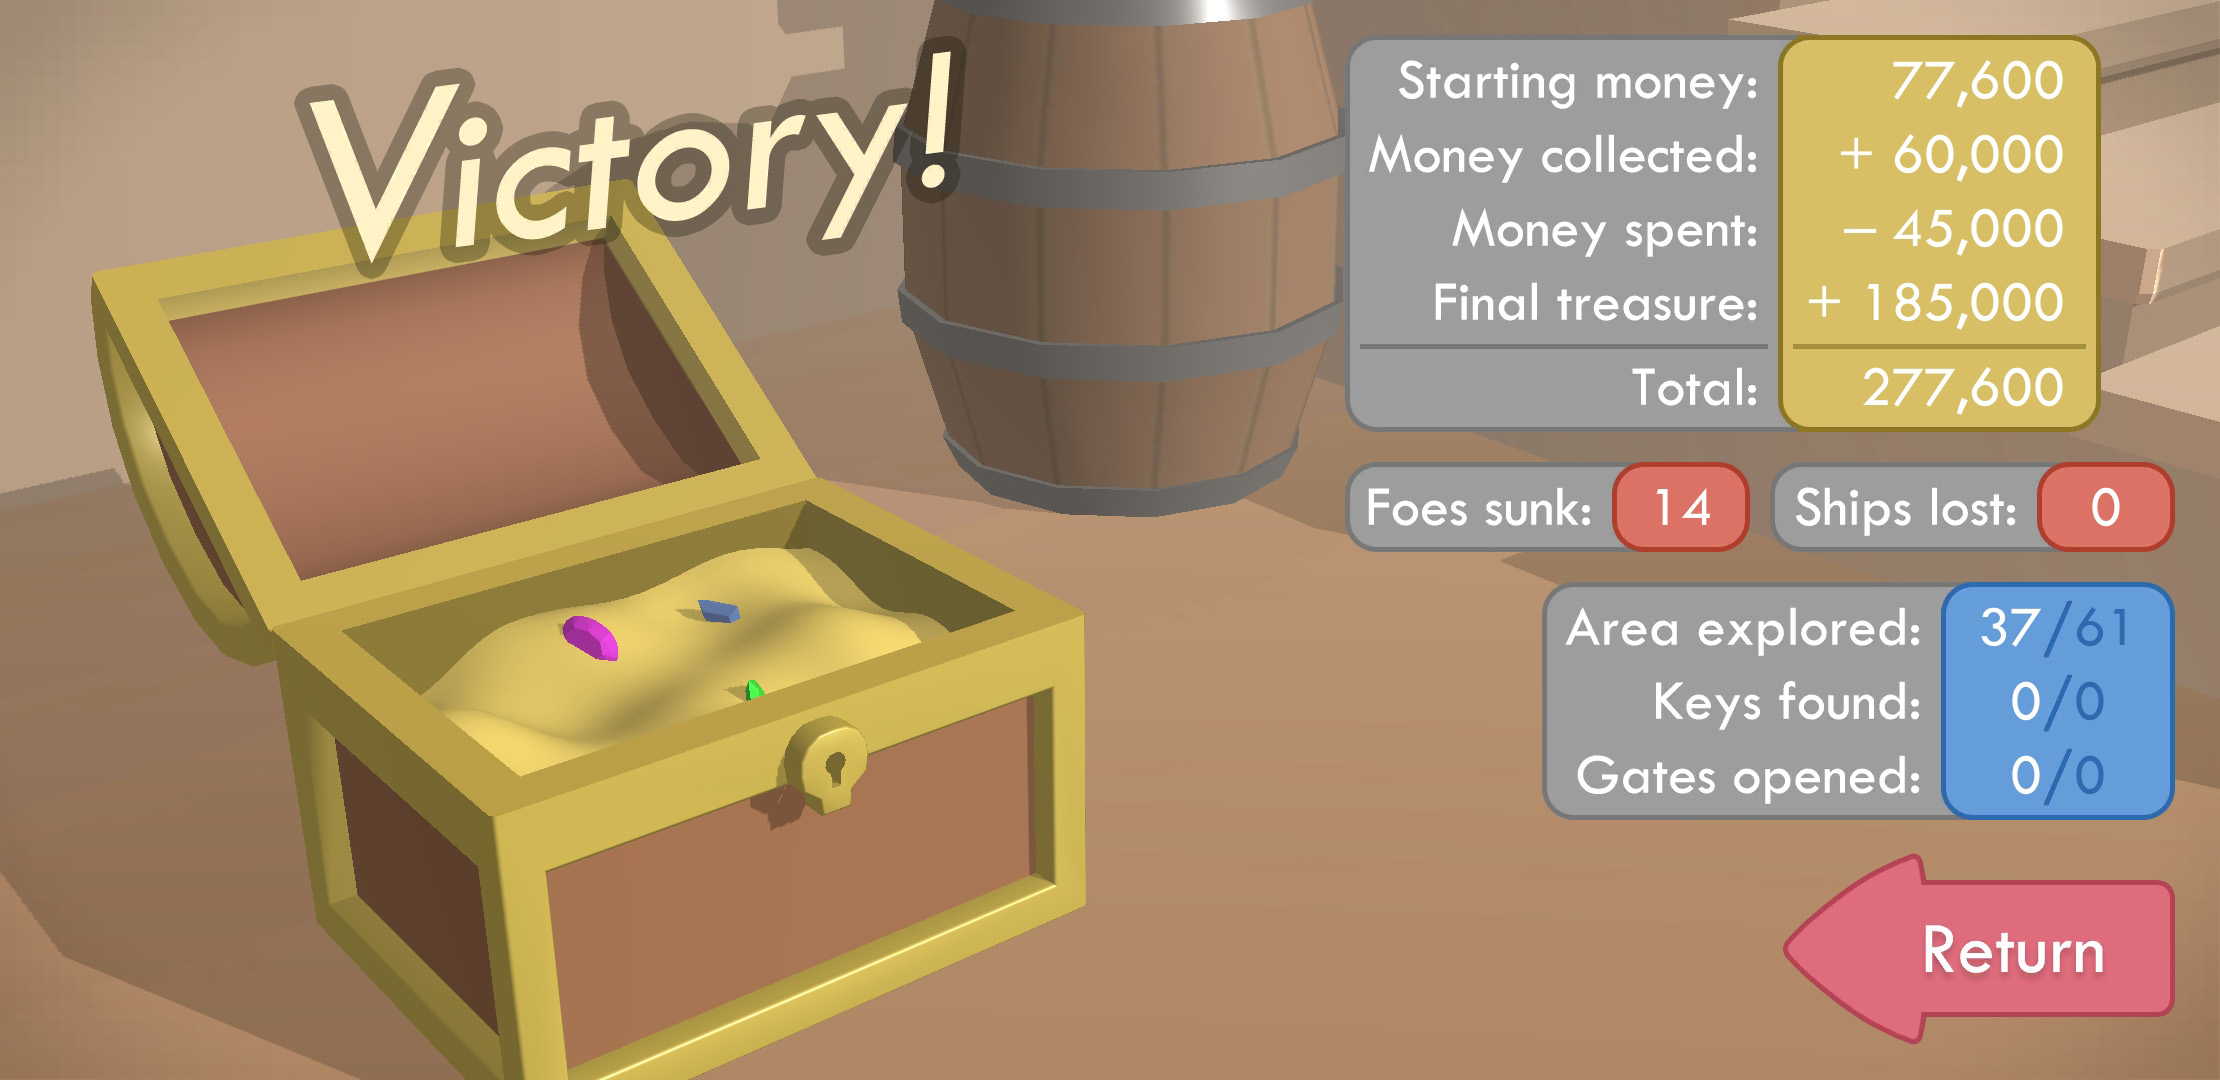 Victory!
Starting money: 77,600
Money collected: + 60,000
Money spent: – 45,000
Final treasure: + 185,000
Total: 277,600
Foes sunk: 14 Ships lost: 0
Area explored: 37/61
Keys found: 0/0
Gates opened: 0/0
Return